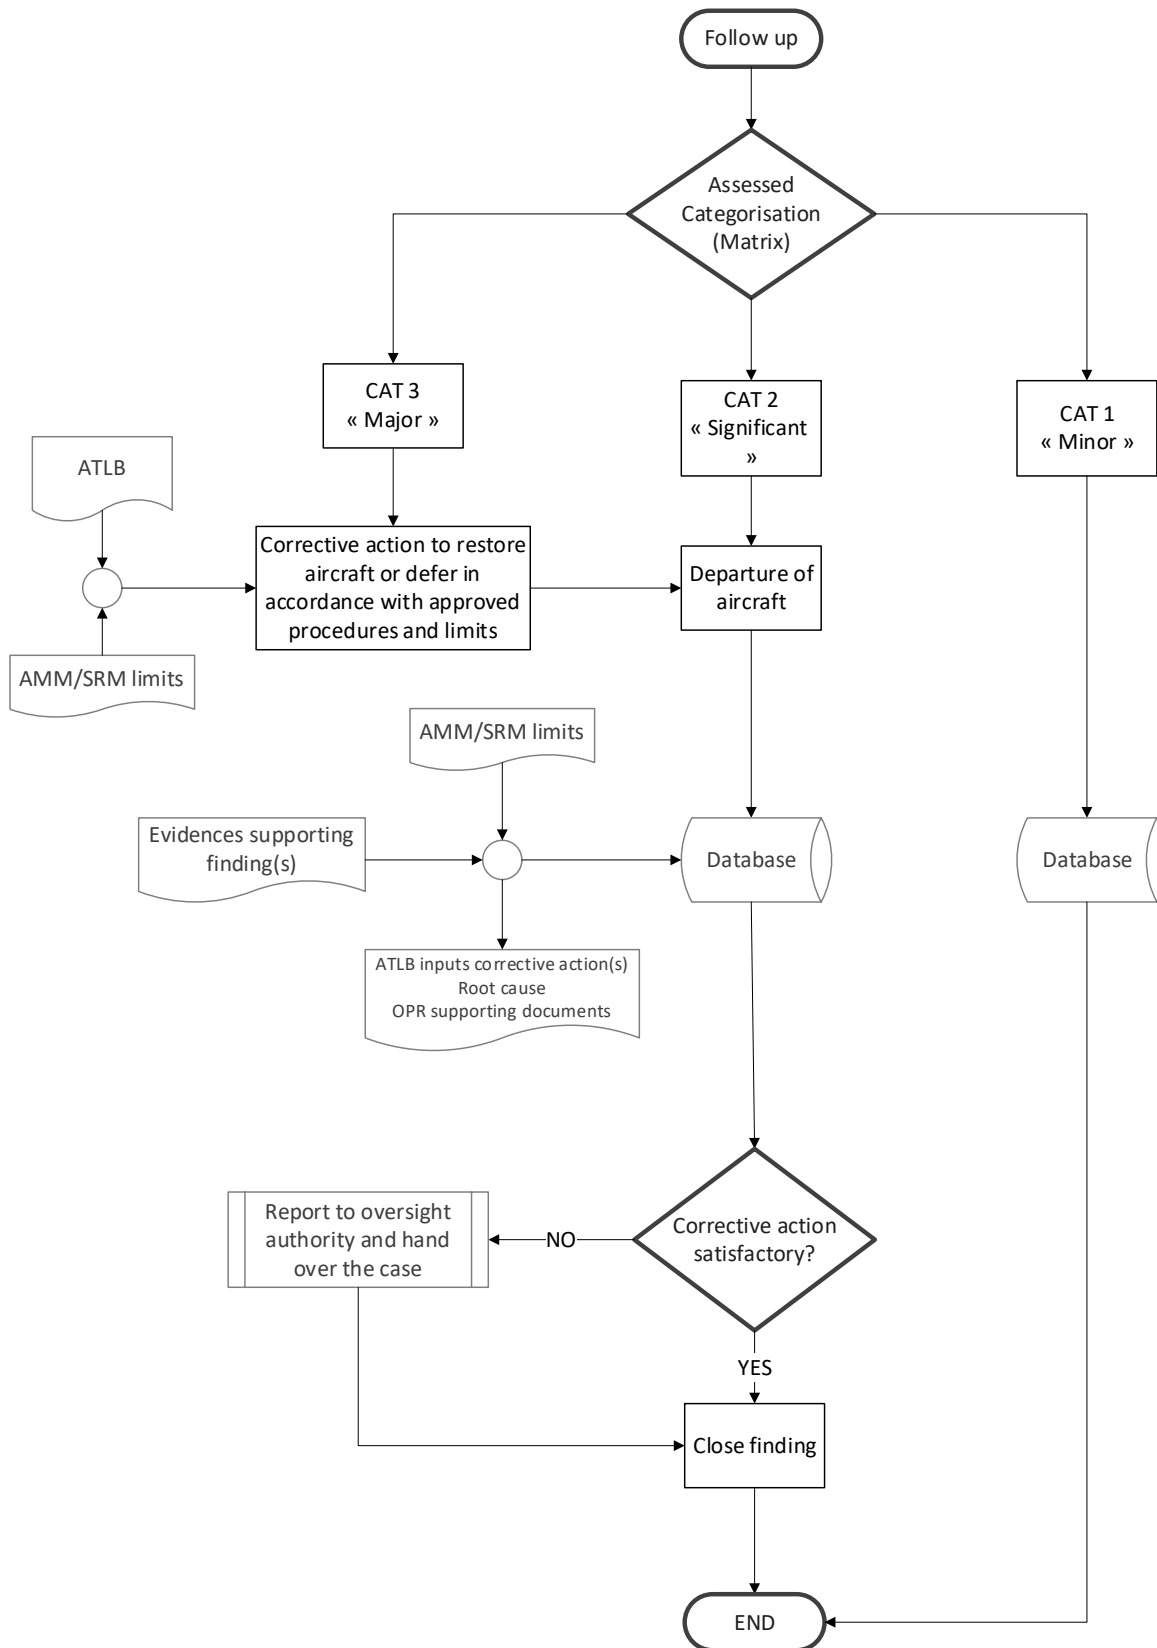 Follow up
Assessed
Categorisation
(Matrix)
CAT 3
« Major »
CAT 2
« Significant
»
CAT 1
« Minor »
ATLB
Corrective action to restore
aircraft or defer in
accordance with approved
procedures and limits
Departure of
aircraft
AMM/SRM limits
AMM/SRM limits
Evidences supporting
finding(s)
Database
Database
ATLB inputs corrective action(s)
Root cause
OPR supporting documents
Report to oversight
authority and hand
over the case
NO
Corrective action
satisfactory?
YES
Close finding
END